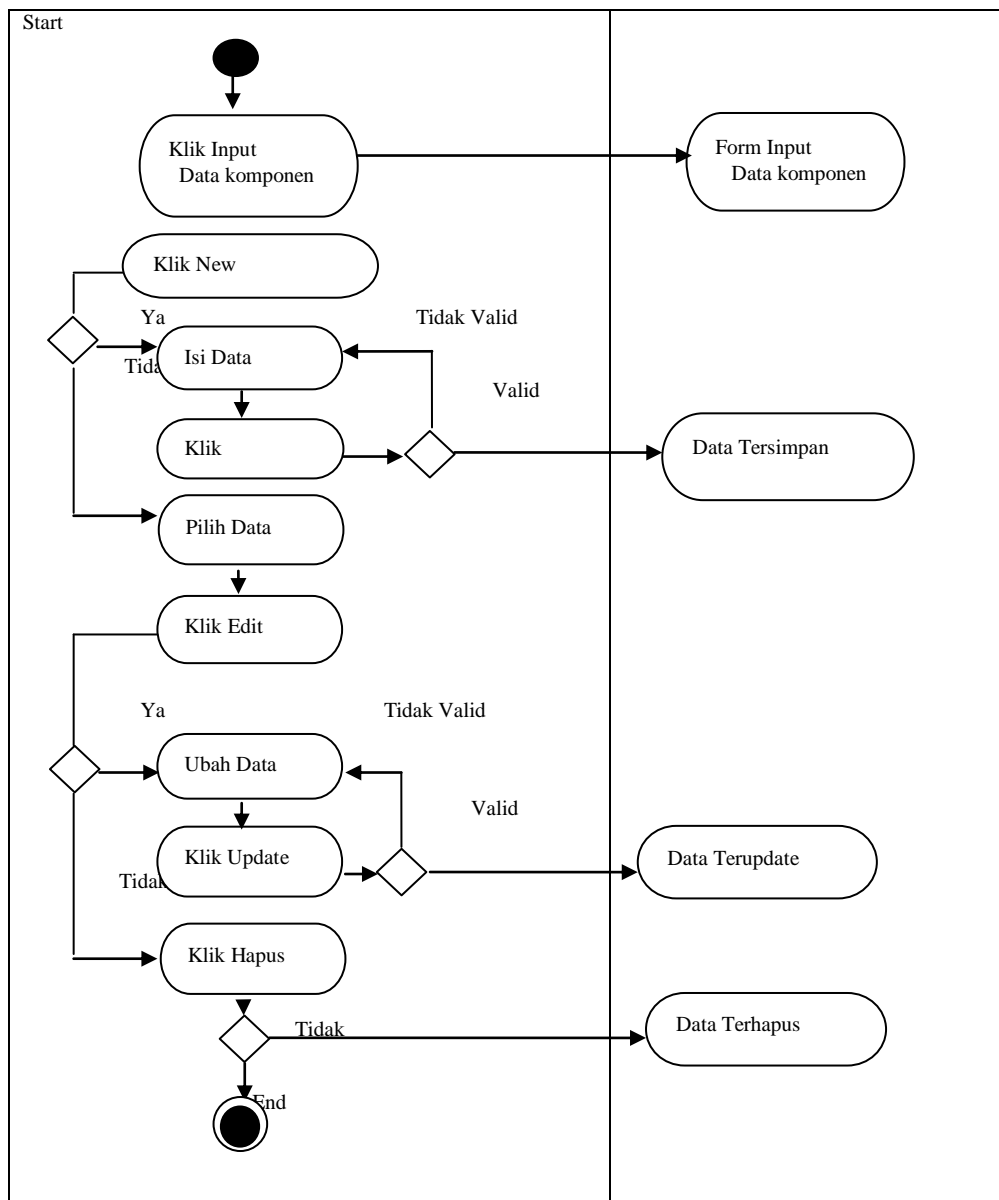 Start
Klik Input
Data komponen
Form Input
Data komponen
Klik New
Ya
Tidak Valid
Isi Data
Valid
Klik
Data Tersimpan
Pilih Data
Klik Edit
Ya
Tidak Valid
Ubah Data
Valid
Klik Update
Data Terupdate
Tidak
Klik Hapus
Tidak
Data Terhapus
End